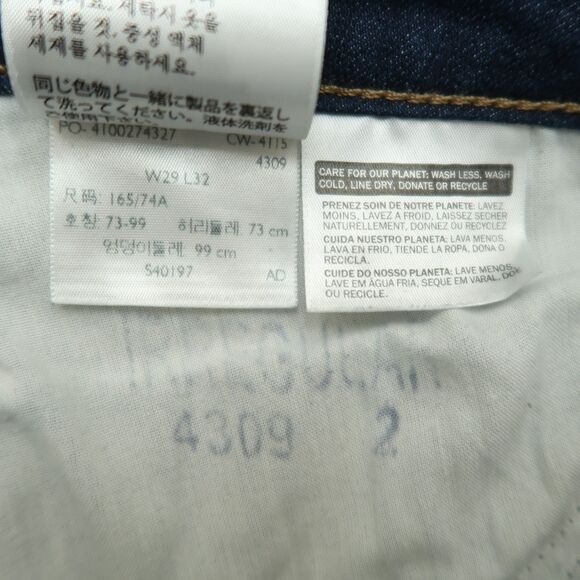 뒤집을 것, 중성 액체
세제를 사용하세요.
同じ色物と一緒に製品を裏返し
て洗ってください。液体洗剤を
PO- 4100274327 CW- 4115
4309
W29 L32
尺码: 165/74A
호칭: 73-99 허리둘레: 73 cm
엉덩이둘레: 99 cm
S40197 AD
CARE FOR OUR PLANET: WASH LESS, WASH
COLD, LINE DRY, DONATE OR RECYCLE
PRENEZ SOIN DE NOTRE PLANETE: LAVEZ
MOINS, LAVEZ A FROID, LAISSEZ SECHER
NATURELLEMENT, DONNEZ OU RECYCLEZ
CUIDA NUESTRO PLANETA: LAVA MENOS,
LAVA EN FRIO, TIENDE LA ROPA, DONA O
RECICLA.
CUIDE DO NOSSO PLANETA: LAVE MENOS,
LAVE EM ÁGUA FRIA, SEQUE EM VARAL, DOE
OU RECICLE.
IRREGULAR
4309 2